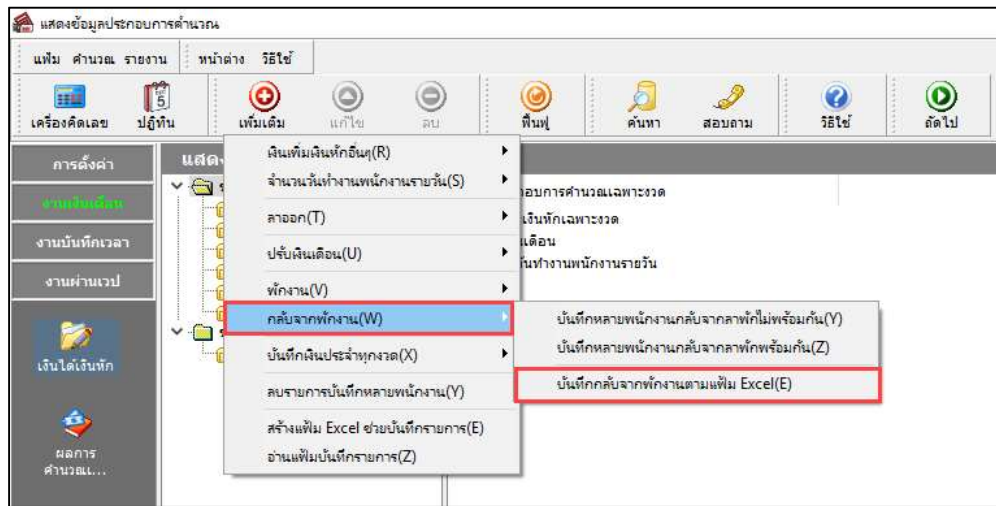 แสดงข้อมูลประกอบการคำนวณ
แฟ้ม คำนวณ รายงาน หน้าต่าง วิธีใช้
เครื่องคิดเลข ปฏิทิน เพิ่มเติม แก้ไข ลบ ฟื้นฟู ค้นหา สอบถาม วิธีใช้ ถัดไป
5
การตั้งค่า
งานเงินเดือน
งานบันทึกเวลา
งานผ่านเวป
เงินได้เงินหัก
ผลการ
คำนวณเ...
แสดง
เงินเพิ่มเงินหักอื่นๆ(R)
จำนวนวันทำงานพนักงานรายวัน(S)
ลาออก(T)
ปรับเงินเดือน(U)
พักงาน(V)
กลับจากพักงาน(W)
บันทึกเงินประจำทุกงวด(X)
ลบรายการบันทึกหลายพนักงาน(Y)
สร้างแฟ้ม Excel ช่วยบันทึกรายการ(E)
อ่านแฟ้มบันทึกรายการ(Z)
อบการคำนวณเฉพาะงวด
เงินหักเฉพาะงวด
นเดือน
ันทำงานพนักงานรายวัน
บันทึกหลายพนักงานกลับจากลาพักไม่พร้อมกัน(Y)
บันทึกหลายพนักงานกลับจากลาพักพร้อมกัน(Z)
บันทึกกลับจากพักงานตามแฟ้ม Excel(E)